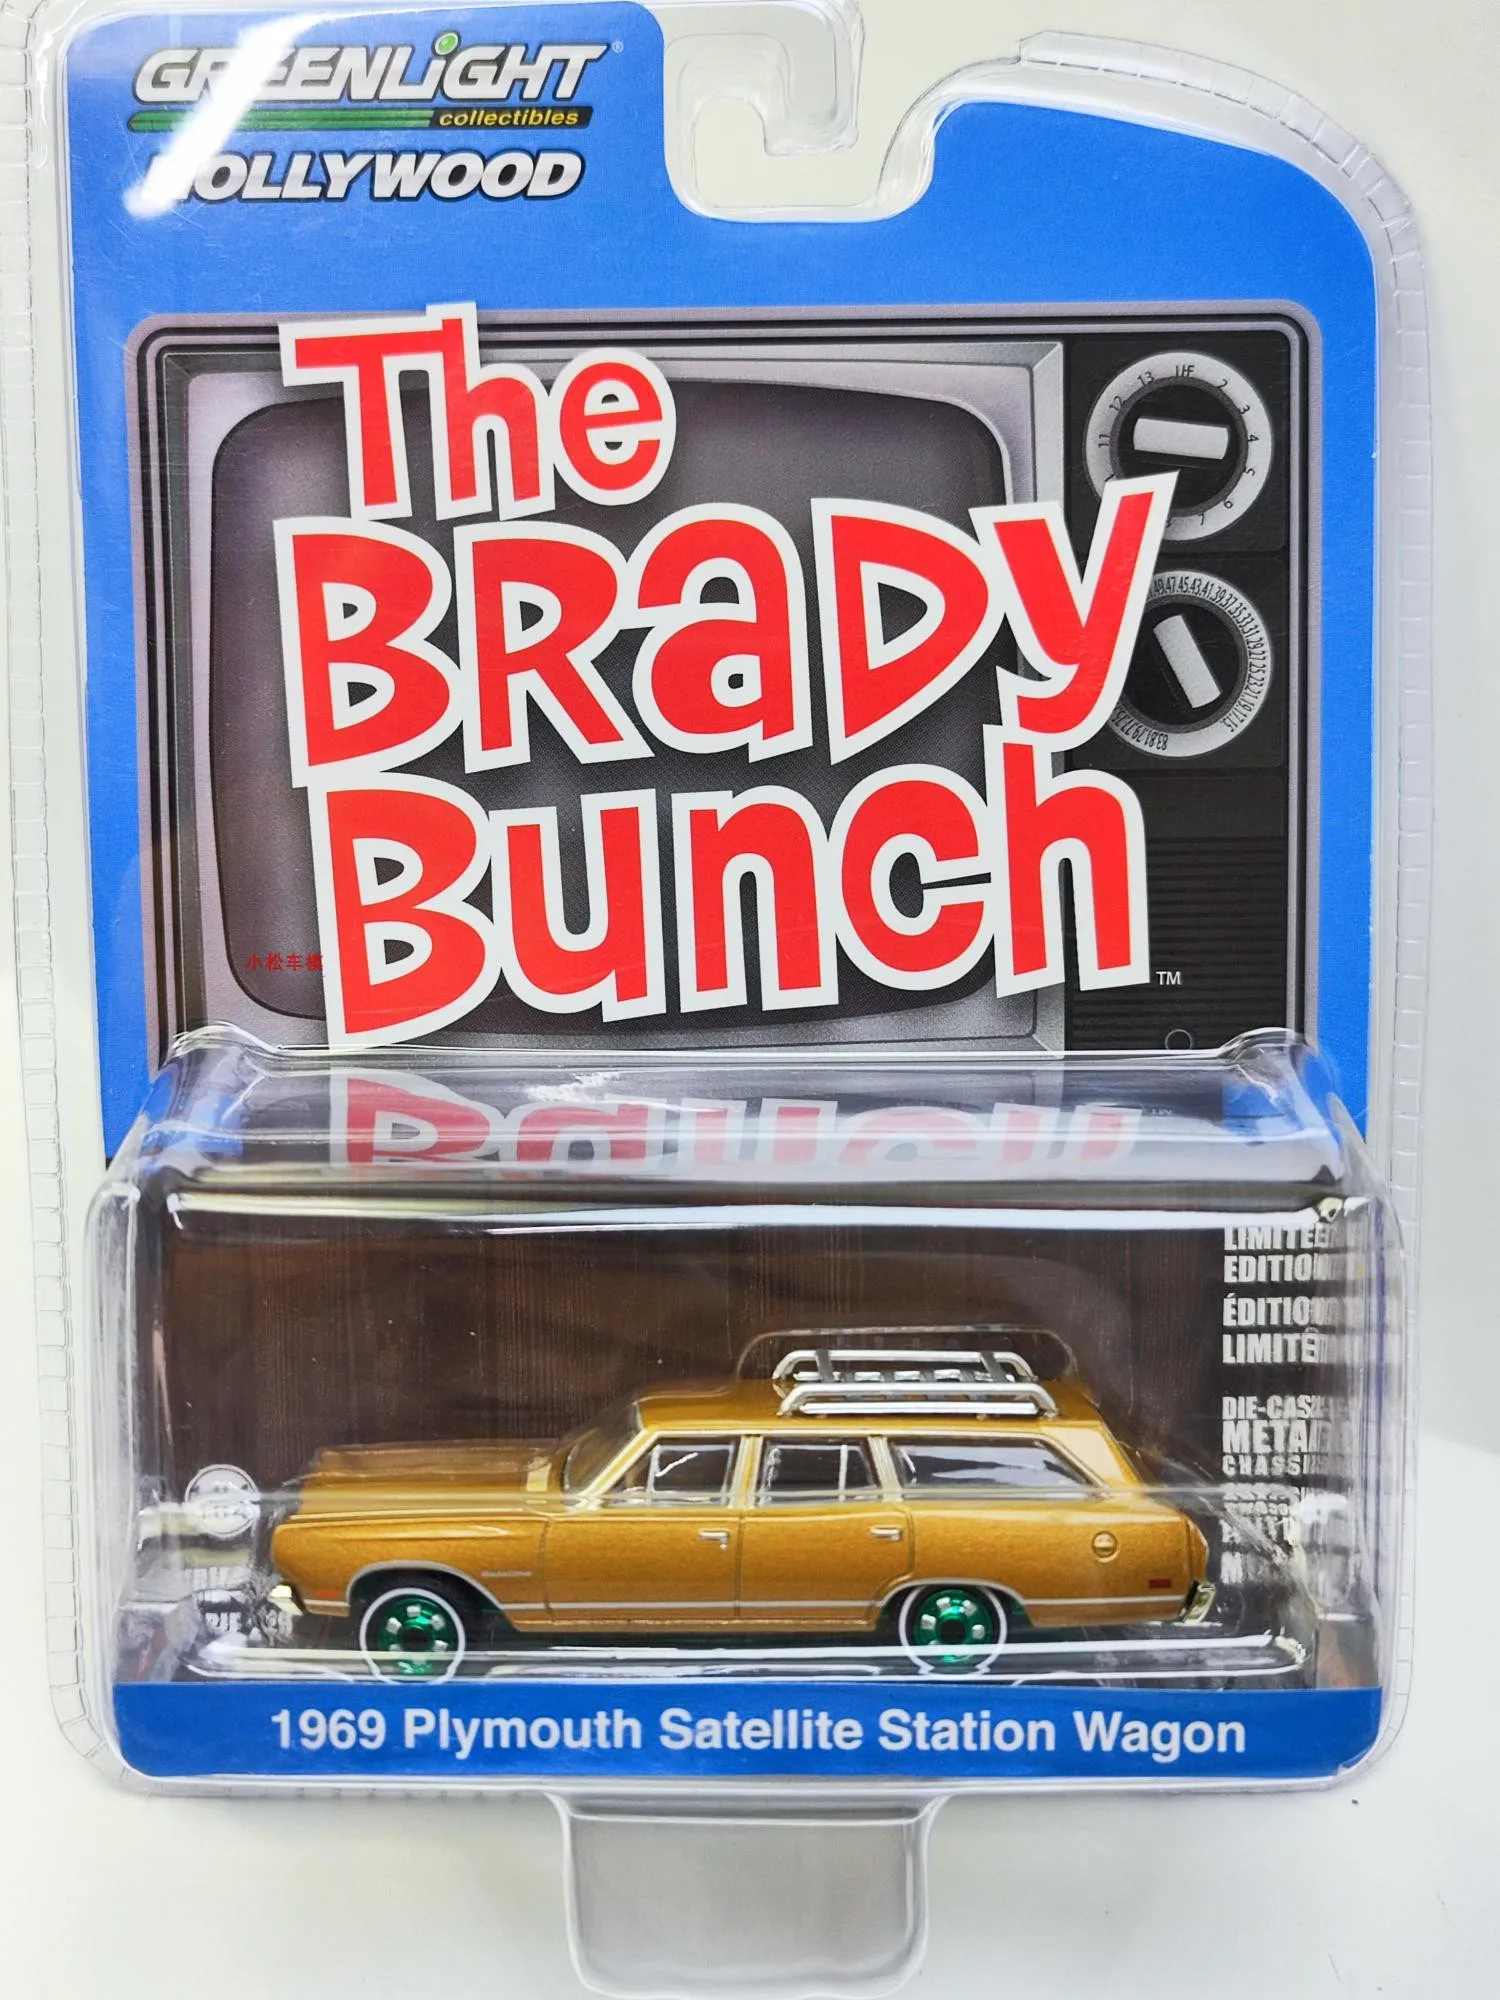 GREENLiGHT®
collectibles
HOLLYWOOD
The
BRaDy
Bunch
TM
小松车模
LIMITED
EDITION
ÉDITION
LIMITÉE
DIE-CAST
METAL
CHASSIS
1969 Plymouth Satellite Station Wagon